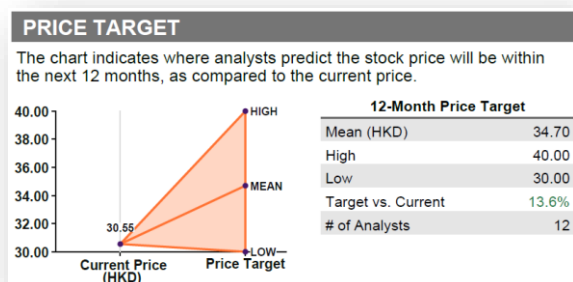 PRICE TARGET
The chart indicates where analysts predict the stock price will be within
the next 12 months, as compared to the current price.
40.00
38.00
36.00
34.00
32.00
30.00
30.55
HIGH
MEAN
LOW
Current Price
(HKD)
Price Target
12-Month Price Target
Mean (HKD) 34.70
High 40.00
Low 30.00
Target vs. Current 13.6%
# of Analysts 12